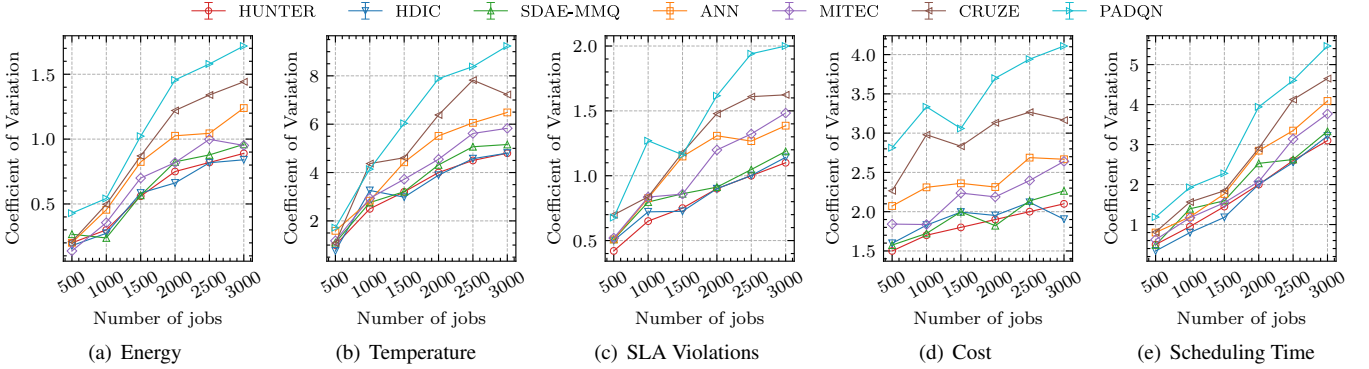 HUNTER HDIC SDAE-MMQ ANN MITEC CRUZE PADQN
Coefficient of Variation
1.5
1.0
0.5
500 1000 1500 2000 2500 3000
Number of jobs
(a) Energy
Coefficient of Variation
8
6
4
2
500 1000 1500 2000 2500 3000
Number of jobs
(b) Temperature
Coefficient of Variation
2.0
1.5
1.0
0.5
500 1000 1500 2000 2500 3000
Number of jobs
(c) SLA Violations
Coefficient of Variation
4.0
3.5
3.0
2.5
2.0
1.5
500 1000 1500 2000 2500 3000
Number of jobs
(d) Cost
Coefficient of Variation
5
4
3
2
1
500 1000 1500 2000 2500 3000
Number of jobs
(e) Scheduling Time